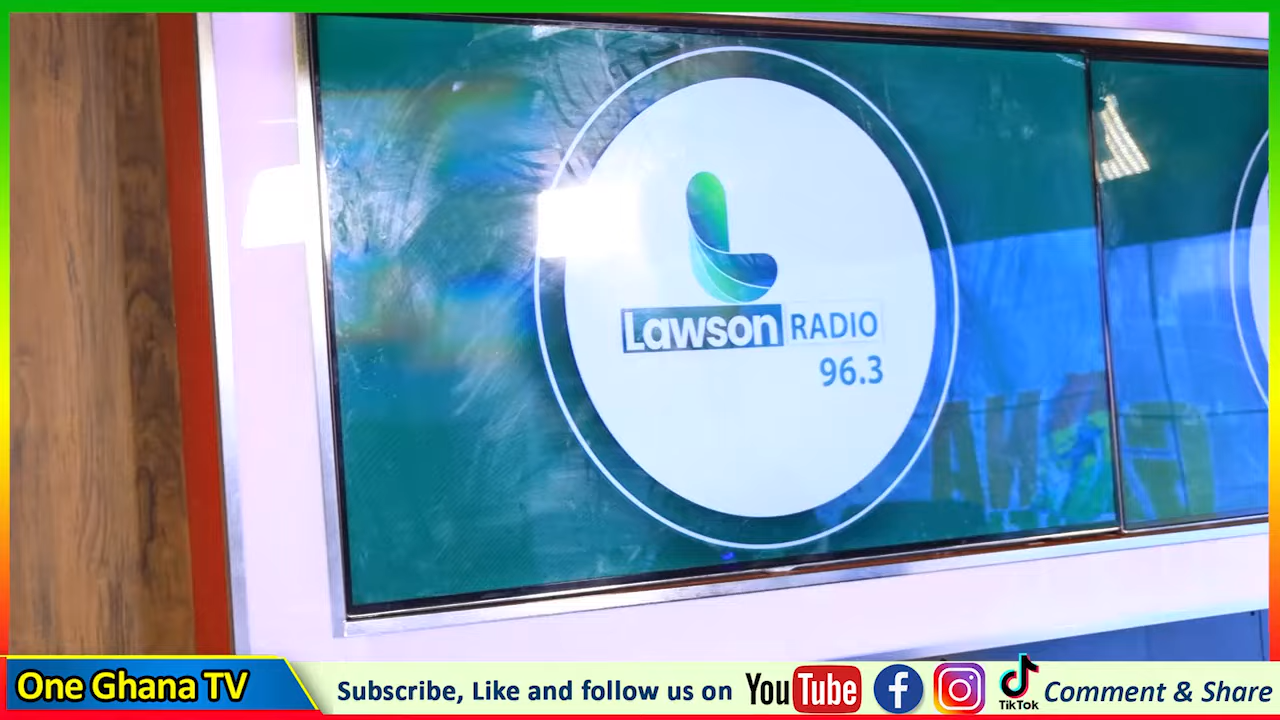 Lawson RADIO
96.3
One Ghana TV
Subscribe, Like and follow us on YouTube TikTok Comment & Share